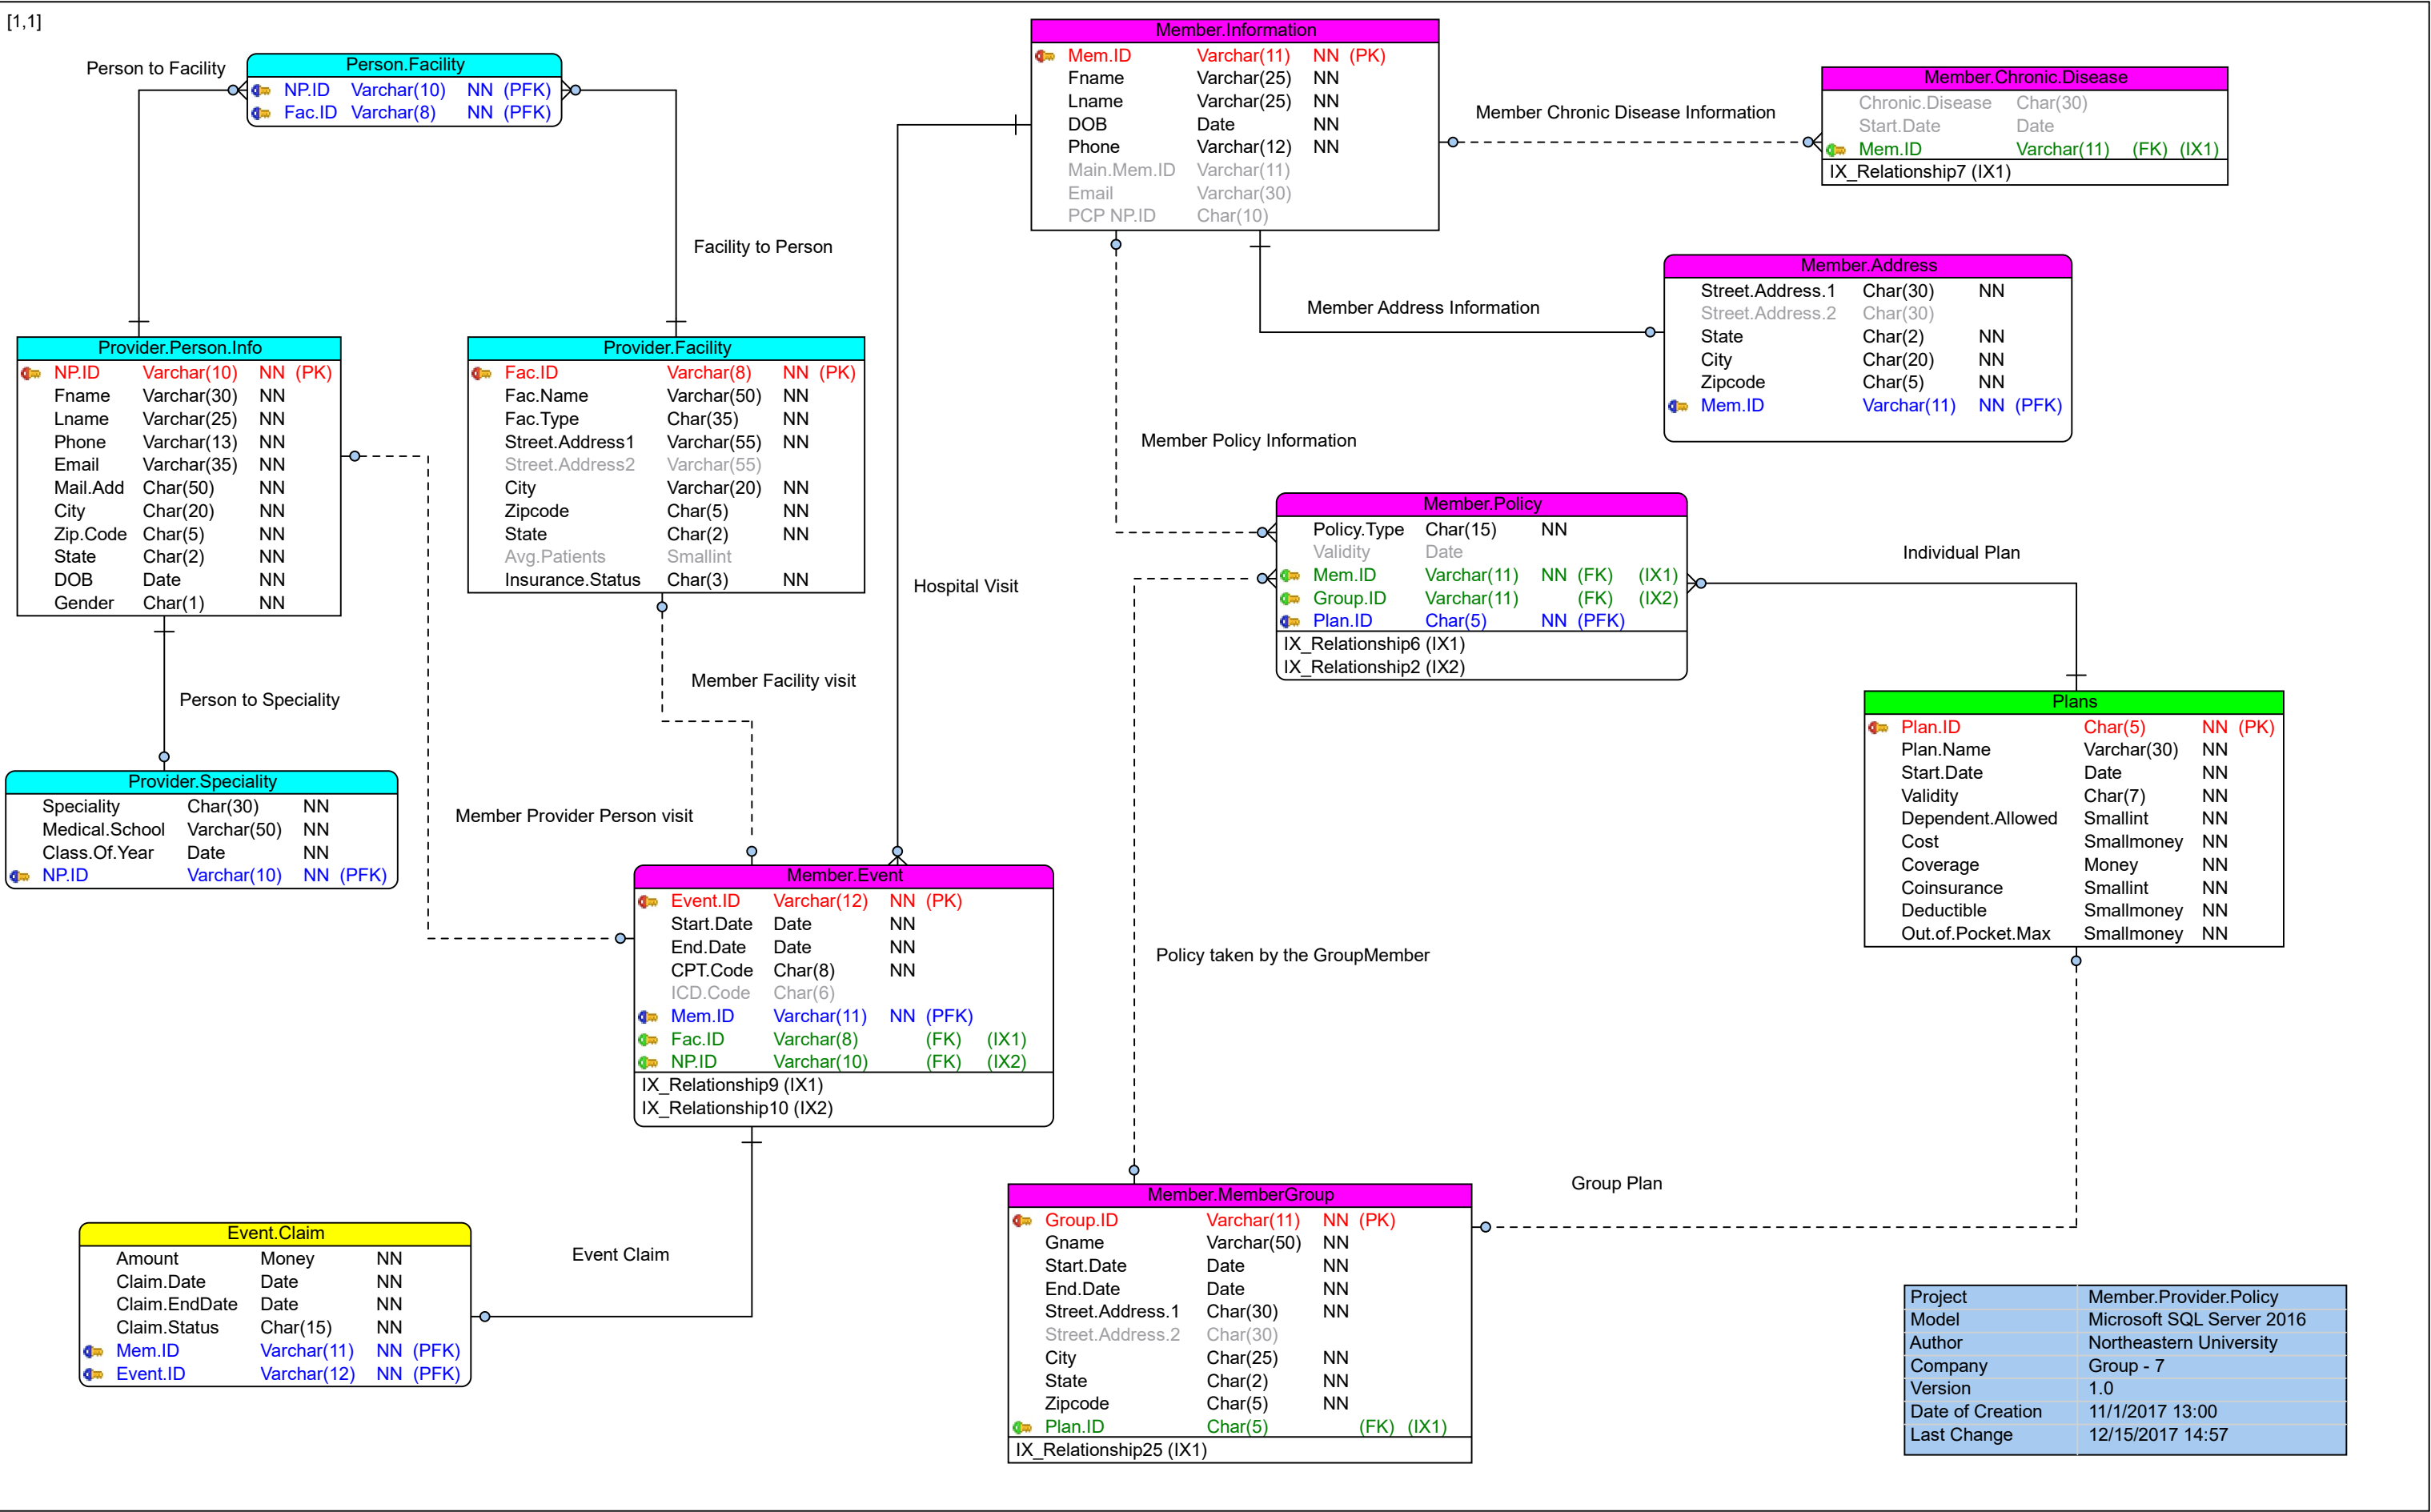 [1,1]
Person to Facility
Person.Facility
NP.ID Varchar(10) NN (PFK)
Fac.ID Varchar(8) NN (PFK)
Facility to Person
Member.Information
Mem.ID Varchar(11) NN (PK)
Fname Varchar(25) NN
Lname Varchar(25) NN
DOB Date NN
Phone Varchar(12) NN
Main.Mem.ID Varchar(11)
Email Varchar(30)
PCP NP.ID Char(10)
Member Chronic Disease Information
Member.Chronic.Disease
Chronic.Disease Char(30)
Start.Date Date
Mem.ID Varchar(11) (FK) (IX1)
IX_Relationship7 (IX1)
Member Address Information
Member.Address
Street.Address.1 Char(30) NN
Street.Address.2 Char(30)
State Char(2) NN
City Char(20) NN
Zipcode Char(5) NN
Mem.ID Varchar(11) NN (PFK)
Provider.Person.Info
NP.ID Varchar(10) NN (PK)
Fname Varchar(30) NN
Lname Varchar(25) NN
Phone Varchar(13) NN
Email Varchar(35) NN
Mail.Add Char(50) NN
City Char(20) NN
Zip.Code Char(5) NN
State Char(2) NN
DOB Date NN
Gender Char(1) NN
Provider.Facility
Fac.ID Varchar(8) NN (PK)
Fac.Name Varchar(50) NN
Fac.Type Char(35) NN
Street.Address1 Varchar(55) NN
Street.Address2 Varchar(55)
City Varchar(20) NN
Zipcode Char(5) NN
State Char(2) NN
Avg.Patients Smallint
Insurance.Status Char(3) NN
Hospital Visit
Member Policy Information
Member.Policy
Policy.Type Char(15) NN
Validity Date
Mem.ID Varchar(11) NN (FK) (IX1)
Group.ID Varchar(11) (FK) (IX2)
Plan.ID Char(5) NN (PFK)
IX_Relationship6 (IX1)
IX_Relationship2 (IX2)
Individual Plan
Person to Speciality
Member Facility visit
Plans
Plan.ID Char(5) NN (PK)
Plan.Name Varchar(30) NN
Start.Date Date NN
Validity Char(7) NN
Dependent.Allowed Smallint NN
Cost Smallmoney NN
Coverage Money NN
Coinsurance Smallint NN
Deductible Smallmoney NN
Out.of.Pocket.Max Smallmoney NN
Provider.Speciality
Speciality Char(30) NN
Medical.School Varchar(50) NN
Class.Of.Year Date NN
NP.ID Varchar(10) NN (PFK)
Member Provider Person visit
Member.Event
Event.ID Varchar(12) NN (PK)
Start.Date Date NN
End.Date Date NN
CPT.Code Char(8) NN
ICD.Code Char(6)
Mem.ID Varchar(11) NN (PFK)
Fac.ID Varchar(8) (FK) (IX1)
NP.ID Varchar(10) (FK) (IX2)
IX_Relationship9 (IX1)
IX_Relationship10 (IX2)
Policy taken by the GroupMember
Group Plan
Member.MemberGroup
Group.ID Varchar(11) NN (PK)
Gname Varchar(50) NN
Start.Date Date NN
End.Date Date NN
Street.Address.1 Char(30) NN
Street.Address.2 Char(30)
City Char(25) NN
State Char(2) NN
Zipcode Char(5) NN
Plan.ID Char(5) (FK) (IX1)
IX_Relationship25 (IX1)
Event.Claim
Amount Money NN
Claim.Date Date NN
Claim.EndDate Date NN
Claim.Status Char(15) NN
Mem.ID Varchar(11) NN (PFK)
Event.ID Varchar(12) NN (PFK)
Event Claim
Project Member.Provider.Policy
Model Microsoft SQL Server 2016
Author Northeastern University
Company Group - 7
Version 1.0
Date of Creation 11/1/2017 13:00
Last Change 12/15/2017 14:57